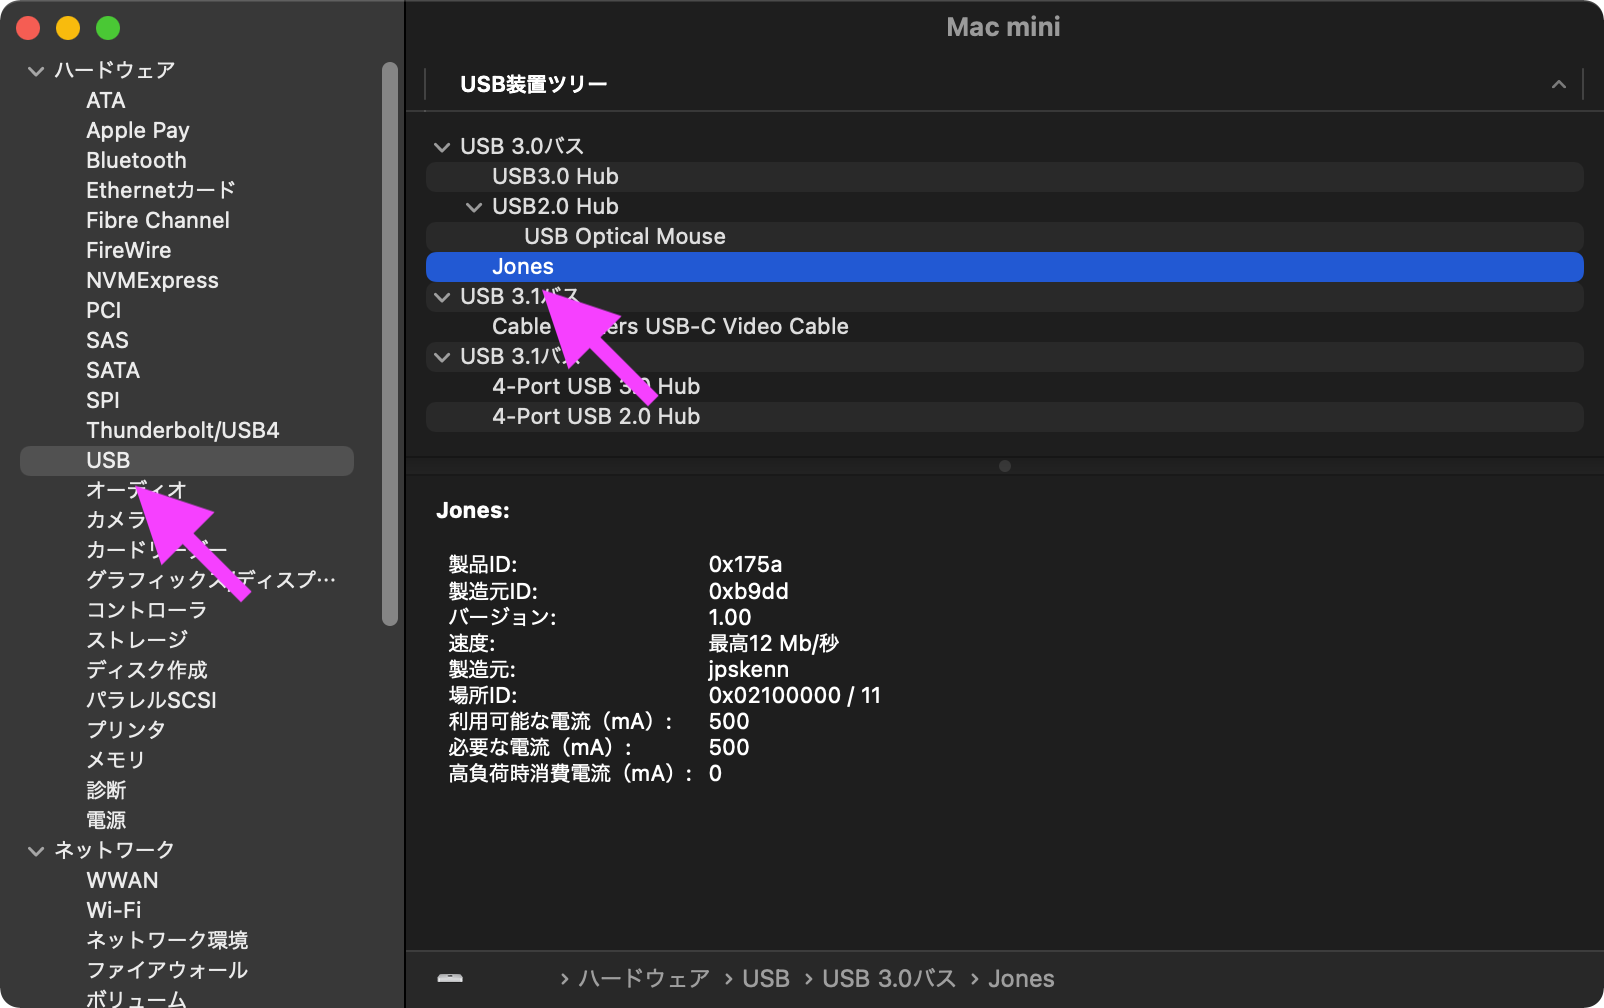 Mac mini
ハードウェア
ATA
Apple Pay
Bluetooth
Ethernetカード
Fibre Channel
FireWire
NVMExpress
PCI
SAS
SATA
SPI
Thunderbolt/USB4
USB
オーディオ
カメラ
カードリーダー
グラフィックス/ディスプ…
コントローラ
ストレージ
ディスク作成
パラレルSCSI
プリンタ
メモリ
診断
電源
ネットワーク
WWAN
Wi-Fi
ネットワーク環境
ファイアウォール
ボリューム
USB装置ツリー
USB 3.0バス
USB3.0 Hub
USB2.0 Hub
USB Optical Mouse
Jones
USB 3.1バス
Cable ers USB-C Video Cable
USB 3.1バス
4-Port USB 3.0 Hub
4-Port USB 2.0 Hub
Jones:
製品ID: 0x175a
製造元ID: 0xb9dd
バージョン: 1.00
速度: 最高12 Mb/秒
製造元: jpskenn
場所ID: 0x02100000 / 11
利用可能な電流（mA）: 500
必要な電流（mA）: 500
高負荷時消費電流（mA）: 0
› ハードウェア › USB › USB 3.0バス › Jones